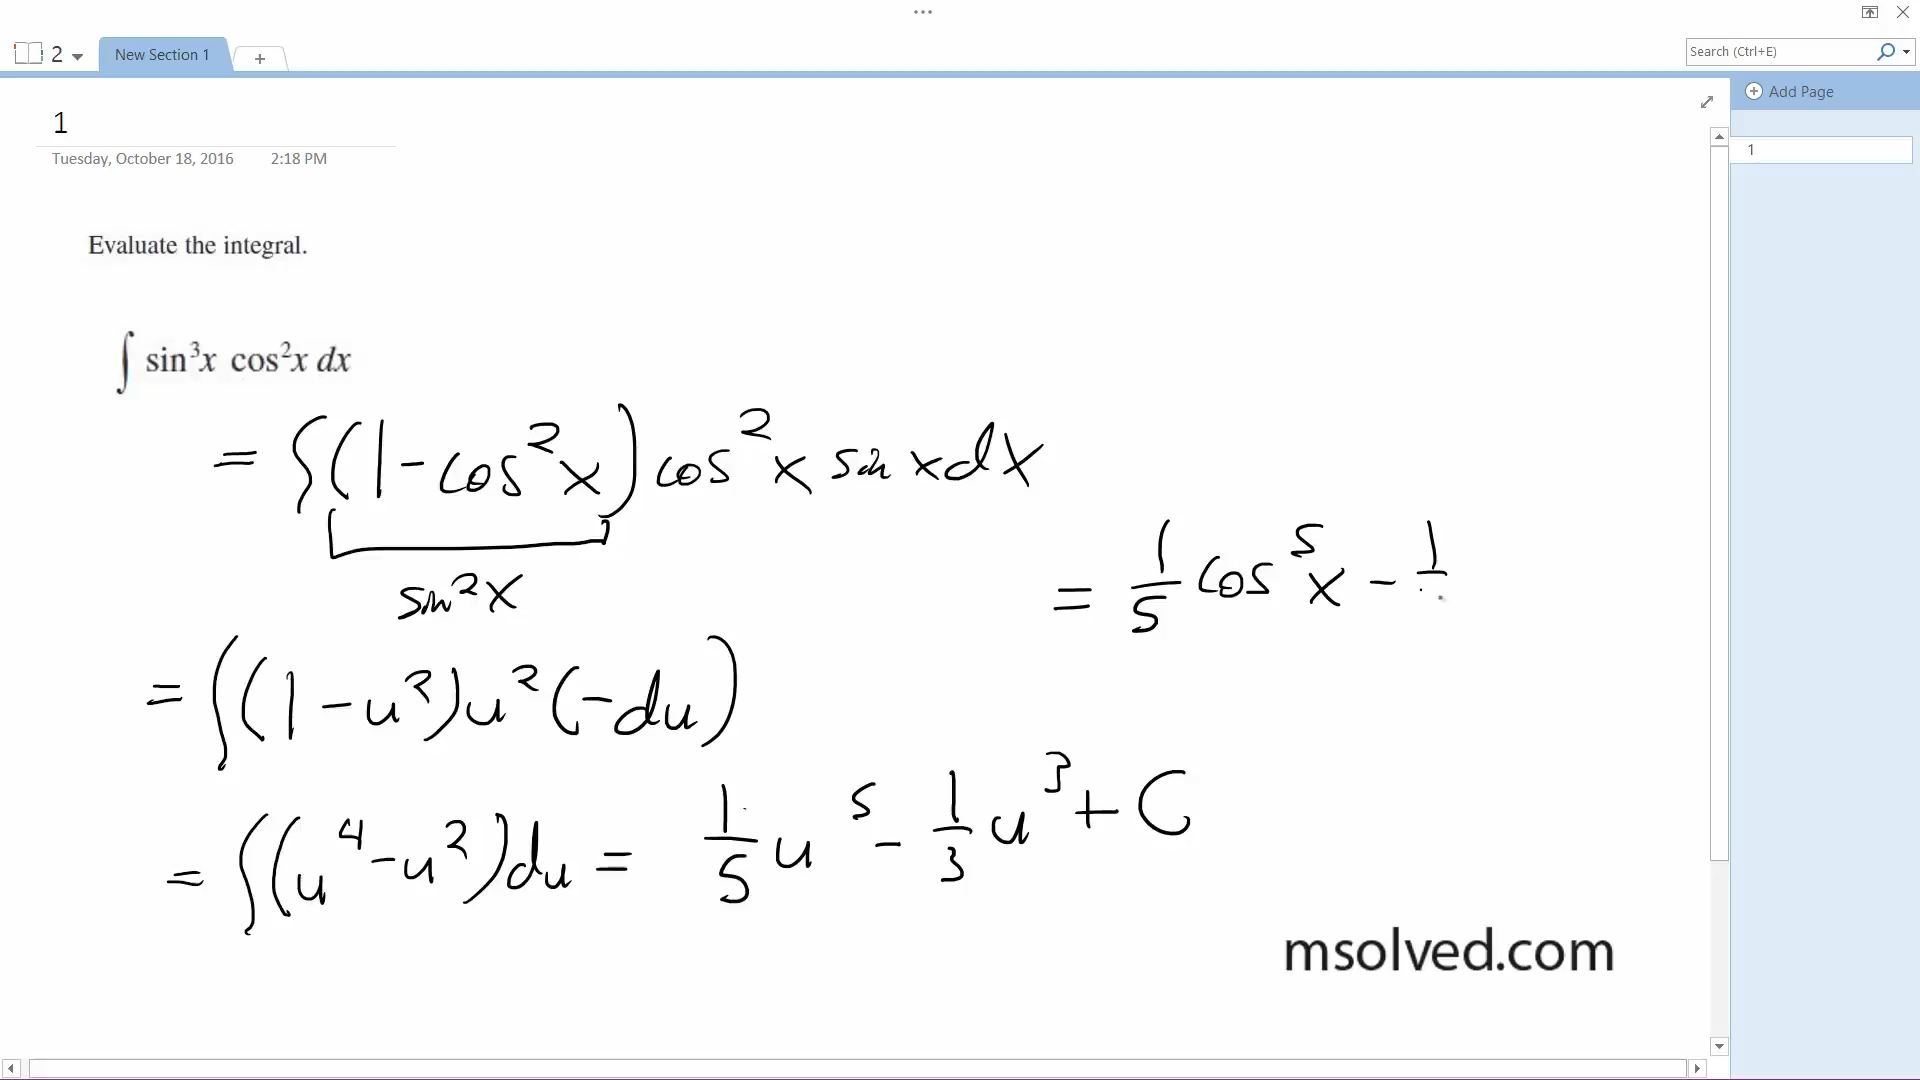 2
New Section 1
+
Search (Ctrl+E)
Add Page
1
1
Tuesday, October 18, 2016 2:18 PM
Evaluate the integral.
∫ sin³x cos²x dx
= ∫(1-cos²x)cos²x sin x dx
sin²x
= 1/5 cos⁵x - 1/
= ∫(1-u²)u²(-du)
= ∫(u⁴-u²)du = 1/5 u⁵ - 1/3 u³ + C
msolved.com